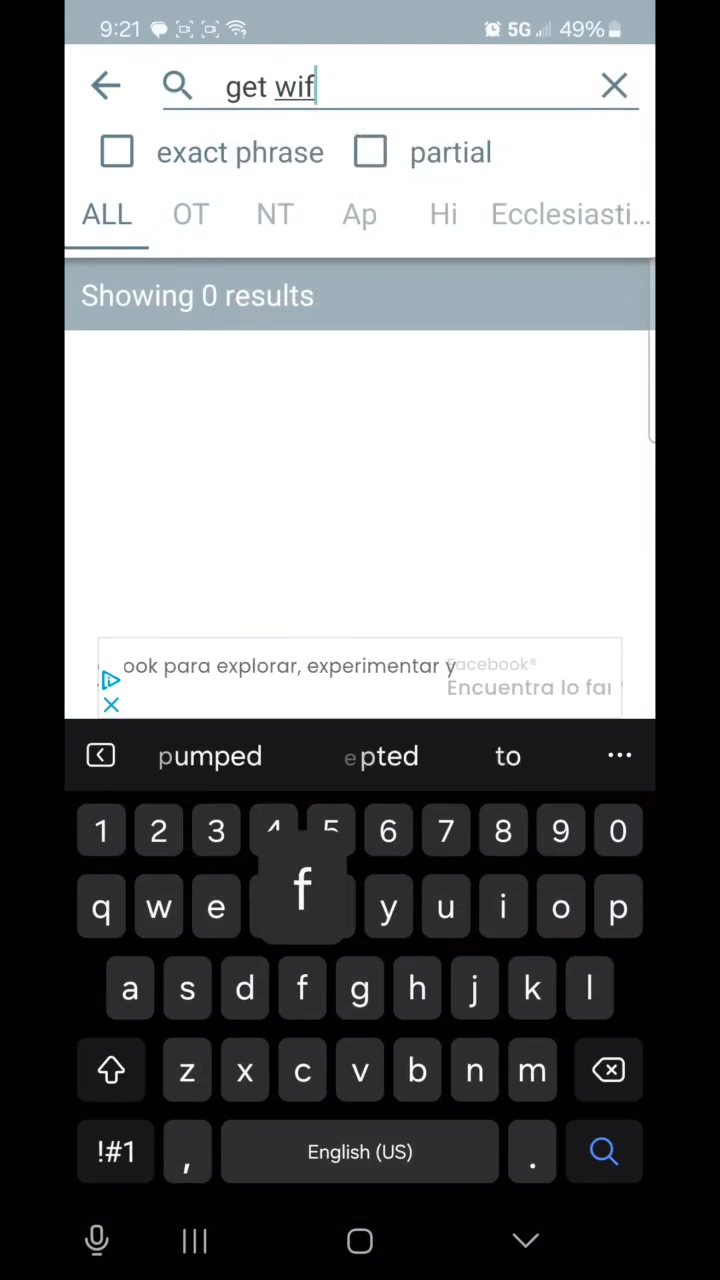 9:21 5G 49%
get wif
exact phrase partial
ALL OT NT Ap Hi Ecclesiasti...
Showing 0 results
ook para explorar, experimentar y
acebook®
Encuentra lo
pumped epted to ...
1 2 3 4 5 6 7 8 9 0
f
q w e y u i o p
a s d f g h j k l
z x c v b n m
!#1 , English (US) .